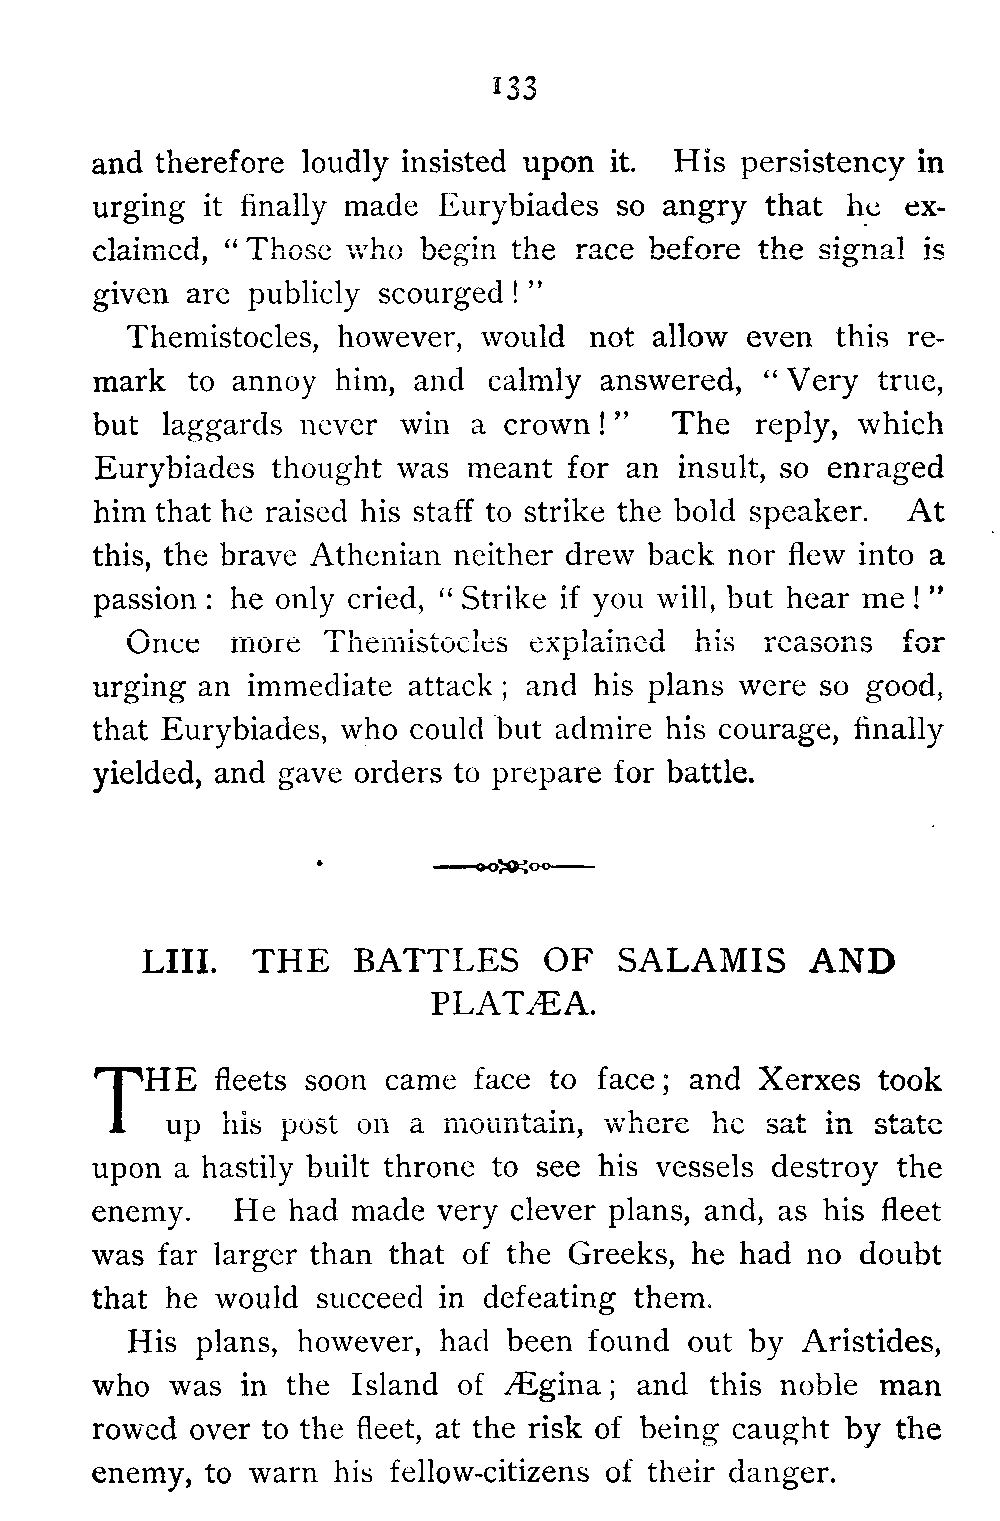 133
and therefore loudly insisted upon it. His persistency in
urging it finally made Eurybiades so angry that he ex-
claimed, “Those who begin the race before the signal is
given are publicly scourged!”
Themistocles, however, would not allow even this re-
mark to annoy him, and calmly answered, “Very true,
but laggards never win a crown!” The reply, which
Eurybiades thought was meant for an insult, so enraged
him that he raised his staff to strike the bold speaker. At
this, the brave Athenian neither drew back nor flew into a
passion: he only cried, “Strike if you will, but hear me!”
Once more Themistocles explained his reasons for
urging an immediate attack; and his plans were so good,
that Eurybiades, who could but admire his courage, finally
yielded, and gave orders to prepare for battle.
LIII. THE BATTLES OF SALAMIS AND
PLATÆA.
THE fleets soon came face to face; and Xerxes took
up his post on a mountain, where he sat in state
upon a hastily built throne to see his vessels destroy the
enemy. He had made very clever plans, and, as his fleet
was far larger than that of the Greeks, he had no doubt
that he would succeed in defeating them.
His plans, however, had been found out by Aristides,
who was in the Island of Ægina; and this noble man
rowed over to the fleet, at the risk of being caught by the
enemy, to warn his fellow-citizens of their danger.